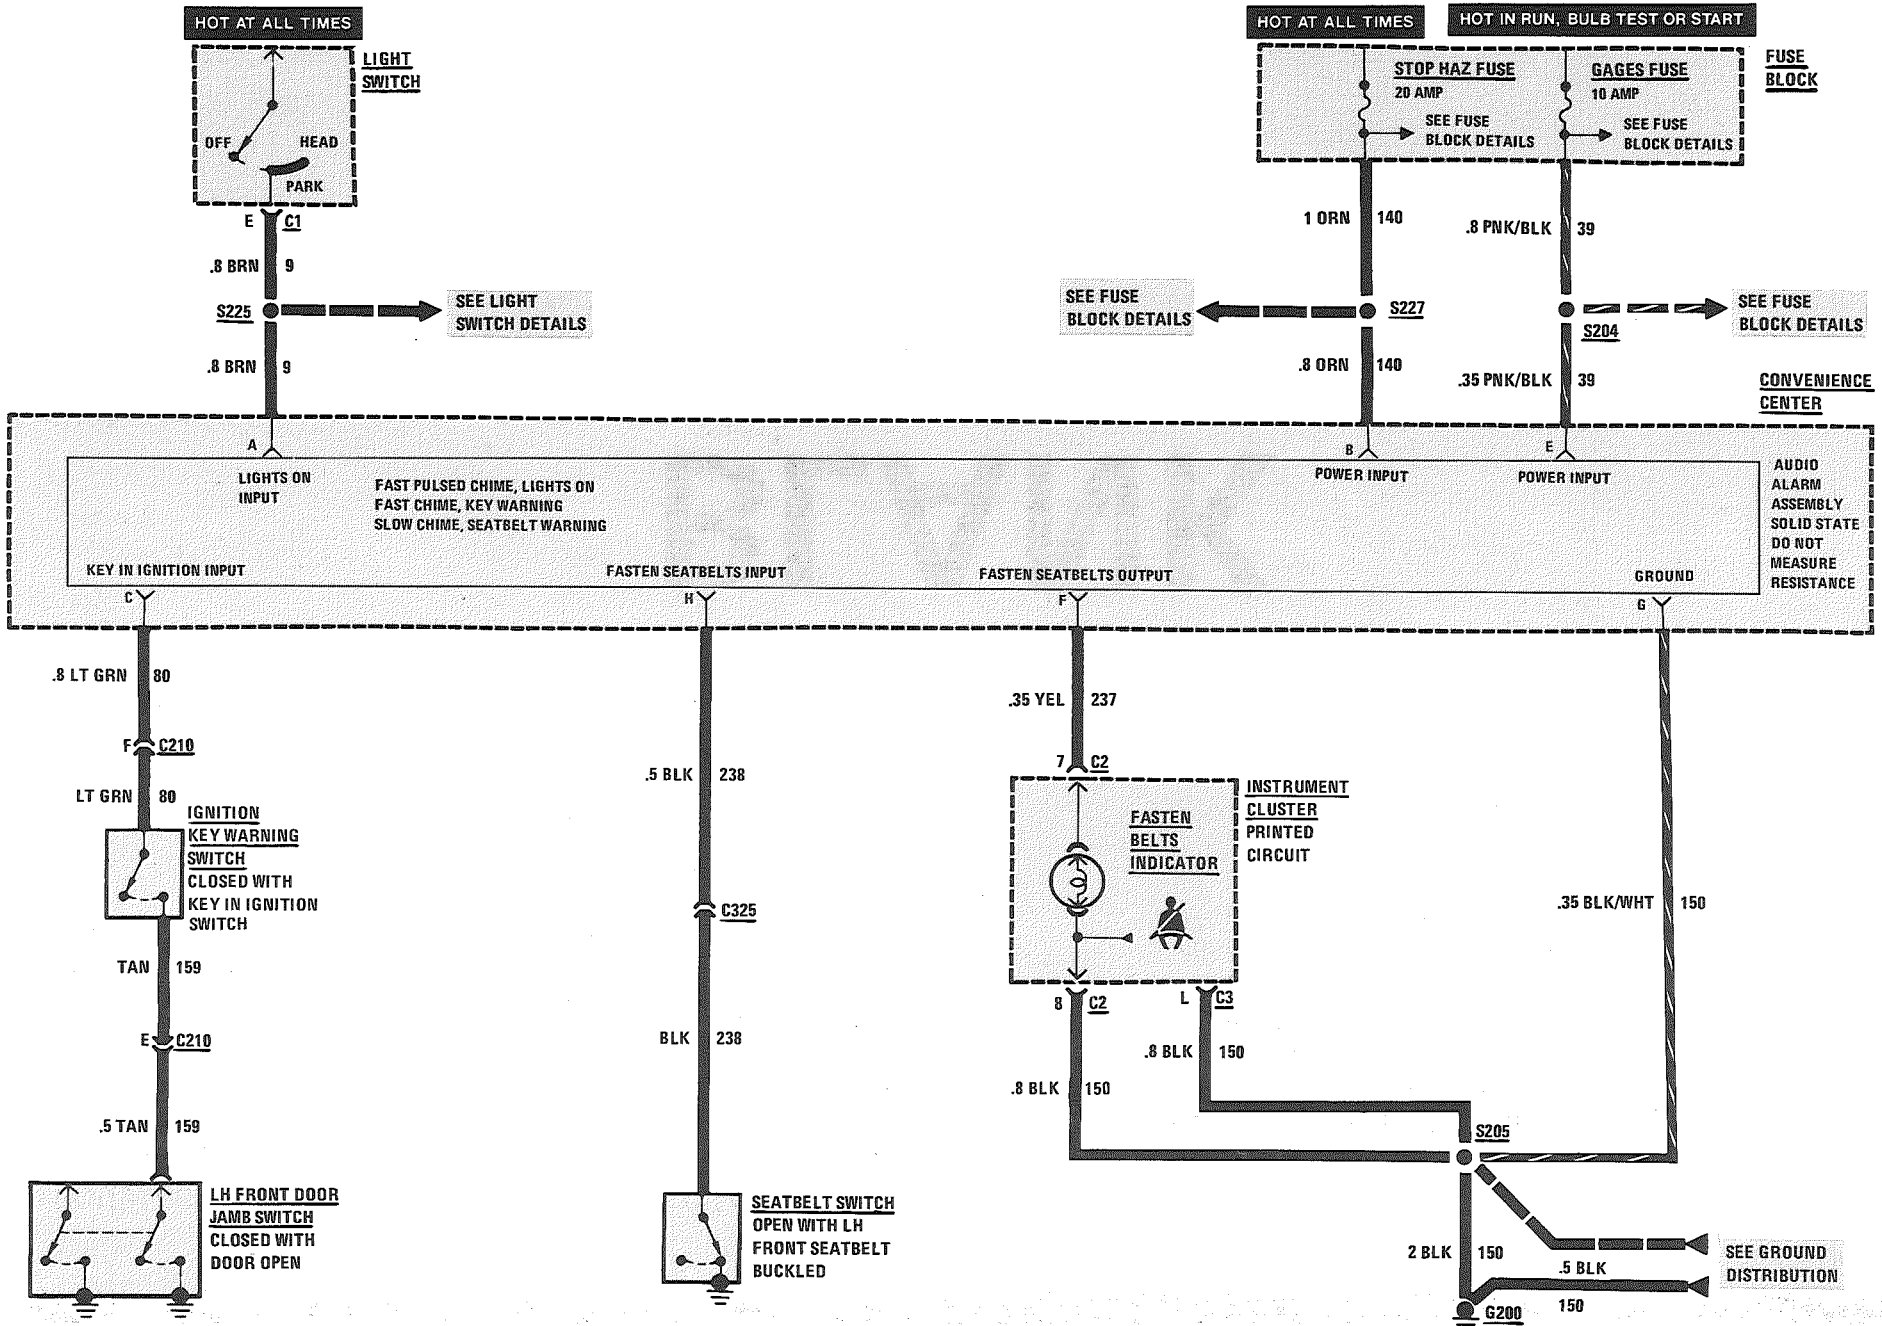 HOT AT ALL TIMES
LIGHT
SWITCH
OFF
HEAD
PARK
E
C1
.8 BRN
9
S225
SEE LIGHT
SWITCH DETAILS
.8 BRN
9
HOT AT ALL TIMES
HOT IN RUN, BULB TEST OR START
FUSE
BLOCK
STOP HAZ FUSE
20 AMP
SEE FUSE
BLOCK DETAILS
GAGES FUSE
10 AMP
SEE FUSE
BLOCK DETAILS
1 ORN
140
.8 PNK/BLK
39
SEE FUSE
BLOCK DETAILS
S227
S204
SEE FUSE
BLOCK DETAILS
.8 ORN
140
.35 PNK/BLK
39
CONVENIENCE
CENTER
A
B
E
LIGHTS ON
INPUT
FAST PULSED CHIME, LIGHTS ON
FAST CHIME, KEY WARNING
SLOW CHIME, SEATBELT WARNING
POWER INPUT
POWER INPUT
AUDIO
ALARM
ASSEMBLY
SOLID STATE
DO NOT
MEASURE
RESISTANCE
KEY IN IGNITION INPUT
FASTEN SEATBELTS INPUT
FASTEN SEATBELTS OUTPUT
GROUND
C
H
F
G
.8 LT GRN
80
F
C210
LT GRN
80
IGNITION
KEY WARNING
SWITCH
CLOSED WITH
KEY IN IGNITION
SWITCH
TAN
159
E
C210
.5 TAN
159
LH FRONT DOOR
JAMB SWITCH
CLOSED WITH
DOOR OPEN
.5 BLK
238
C325
BLK
238
SEATBELT SWITCH
OPEN WITH LH
FRONT SEATBELT
BUCKLED
.35 YEL
237
7
C2
INSTRUMENT
CLUSTER
PRINTED
CIRCUIT
FASTEN
BELTS
INDICATOR
8
C2
L
C3
.8 BLK
150
.8 BLK
150
.35 BLK/WHT
150
S205
2 BLK
150
.5 BLK
150
SEE GROUND
DISTRIBUTION
G200